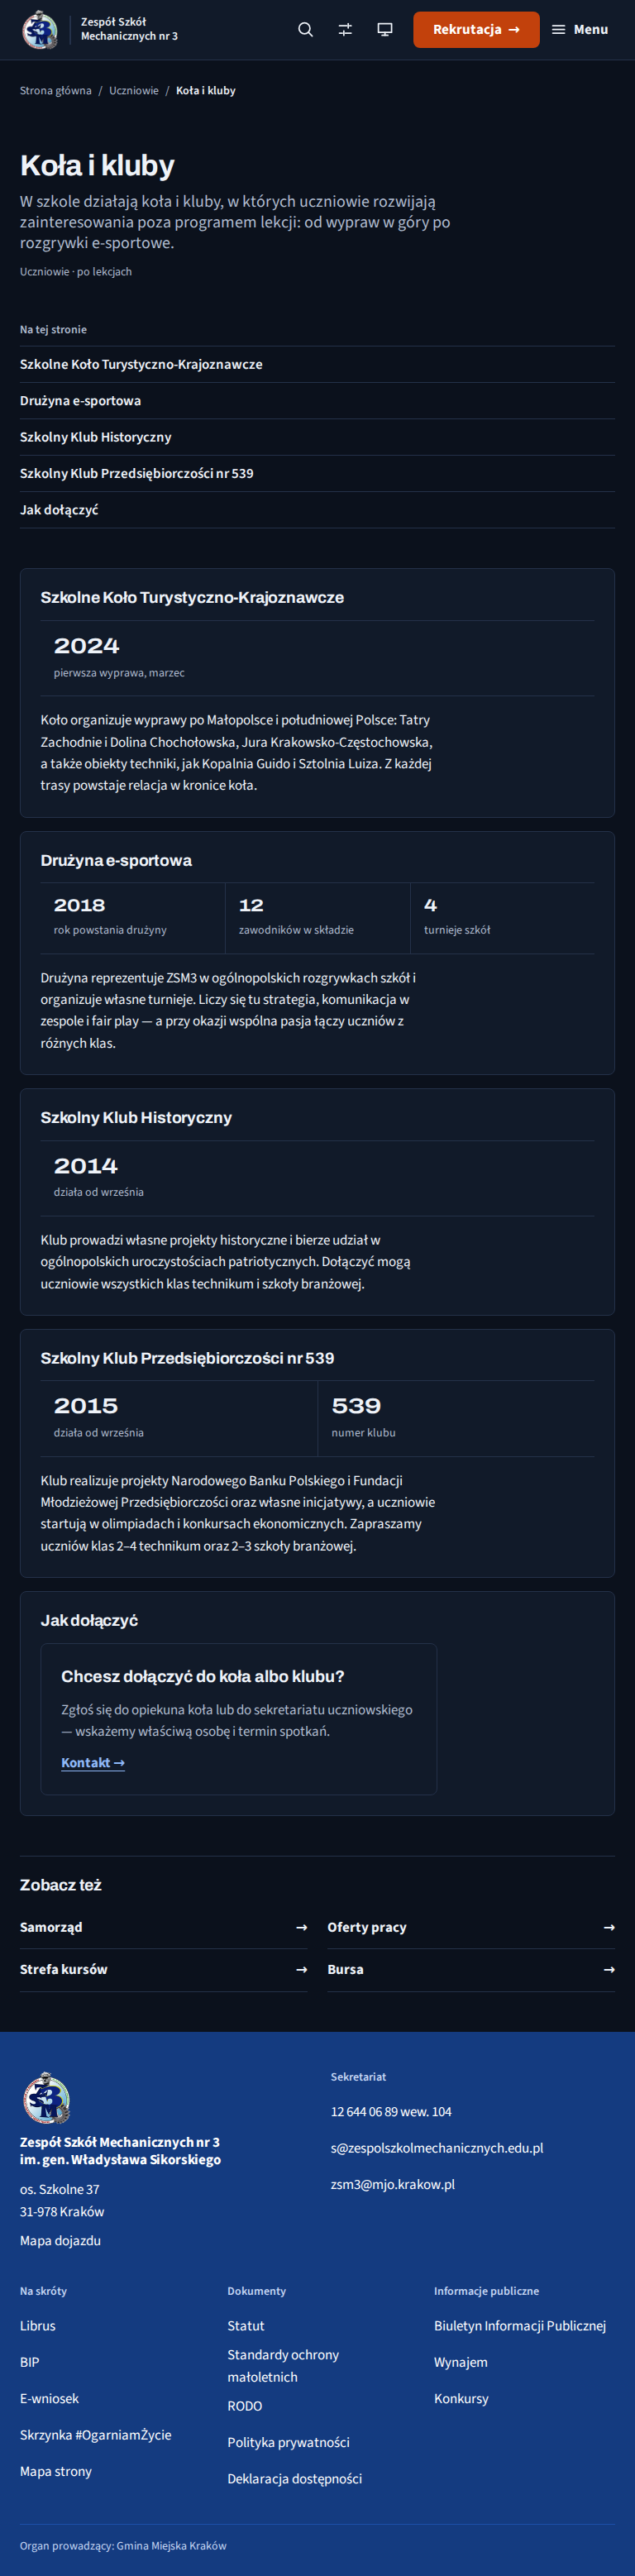 Zespół Szkół
Mechanicznych nr 3
Rekrutacja →
Menu
Strona główna / Uczniowie / Koła i kluby
Koła i kluby
W szkole działają koła i kluby, w których uczniowie rozwijają
zainteresowania poza programem lekcji: od wypraw w góry po
rozgrywki e-sportowe.
Uczniowie · po lekcjach
Na tej stronie
Szkolne Koło Turystyczno-Krajoznawcze
Drużyna e-sportowa
Szkolny Klub Historyczny
Szkolny Klub Przedsiębiorczości nr 539
Jak dołączyć
Szkolne Koło Turystyczno-Krajoznawcze
2024
pierwsza wyprawa, marzec
Koło organizuje wyprawy po Małopolsce i południowej Polsce: Tatry
Zachodnie i Dolina Chochołowska, Jura Krakowsko-Częstochowska,
a także obiekty techniki, jak Kopalnia Guido i Sztolnia Luiza. Z każdej
trasy powstaje relacja w kronice koła.
Drużyna e-sportowa
2018
rok powstania drużyny
12
zawodników w składzie
4
turnieje szkół
Drużyna reprezentuje ZSM3 w ogólnopolskich rozgrywkach szkół i
organizuje własne turnieje. Liczy się tu strategia, komunikacja w
zespole i fair play — a przy okazji wspólna pasja łączy uczniów z
różnych klas.
Szkolny Klub Historyczny
2014
działa od września
Klub prowadzi własne projekty historyczne i bierze udział w
ogólnopolskich uroczystościach patriotycznych. Dołączyć mogą
uczniowie wszystkich klas technikum i szkoły branżowej.
Szkolny Klub Przedsiębiorczości nr 539
2015
działa od września
539
numer klubu
Klub realizuje projekty Narodowego Banku Polskiego i Fundacji
Młodzieżowej Przedsiębiorczości oraz własne inicjatywy, a uczniowie
startują w olimpiadach i konkursach ekonomicznych. Zapraszamy
uczniów klas 2–4 technikum oraz 2–3 szkoły branżowej.
Jak dołączyć
Chcesz dołączyć do koła albo klubu?
Zgłoś się do opiekuna koła lub do sekretariatu uczniowskiego
— wskażemy właściwą osobę i termin spotkań.
Kontakt →
Zobacz też
Samorząd →
Oferty pracy →
Strefa kursów →
Bursa →
Zespół Szkół Mechanicznych nr 3
im. gen. Władysława Sikorskiego
os. Szkolne 37
31-978 Kraków
Mapa dojazdu
Sekretariat
12 644 06 89 wew. 104
s@zespolszkolmechanicznych.edu.pl
zsm3@mjo.krakow.pl
Na skróty
Librus
BIP
E-wniosek
Skrzynka #OgarniamŻycie
Mapa strony
Dokumenty
Statut
Standardy ochrony
małoletnich
RODO
Polityka prywatności
Deklaracja dostępności
Informacje publiczne
Biuletyn Informacji Publicznej
Wynajem
Konkursy
Organ prowadzący: Gmina Miejska Kraków